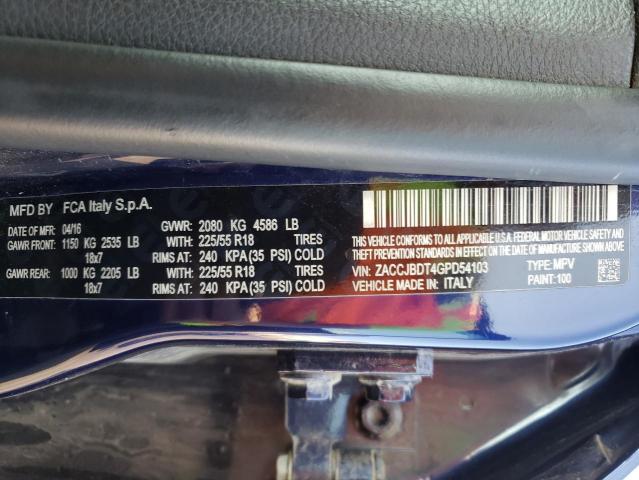 MFD BY FCA Italy S.p.A.
DATE OF MFR 04/16 GVWR: 2080 KG 4586 LB
GAWR FRONT: 1150 KG 2535 LB WITH: 225/55 R18 TIRES
18x7 RIMS AT: 240 KPA(35 PSI) COLD
GAWR REAR: 1000 KG 2205 LB WITH: 225/55 R18 TIRES
18x7 RIMS AT: 240 KPA(35 PSI) COLD
THIS VEHICLE CONFORMS TO ALL APPLICABLE U.S. FEDERAL MOTOR VEHICLE SAFETY, BUMPER AND
THEFT PREVENTION STANDARDS IN EFFECT ON THE DATE OF MANUFACTURE SHOWN ABOVE.
VIN: ZACCJBDT4GPD54103 TYPE: MPV
VEHICLE MADE IN: ITALY PAINT: 100